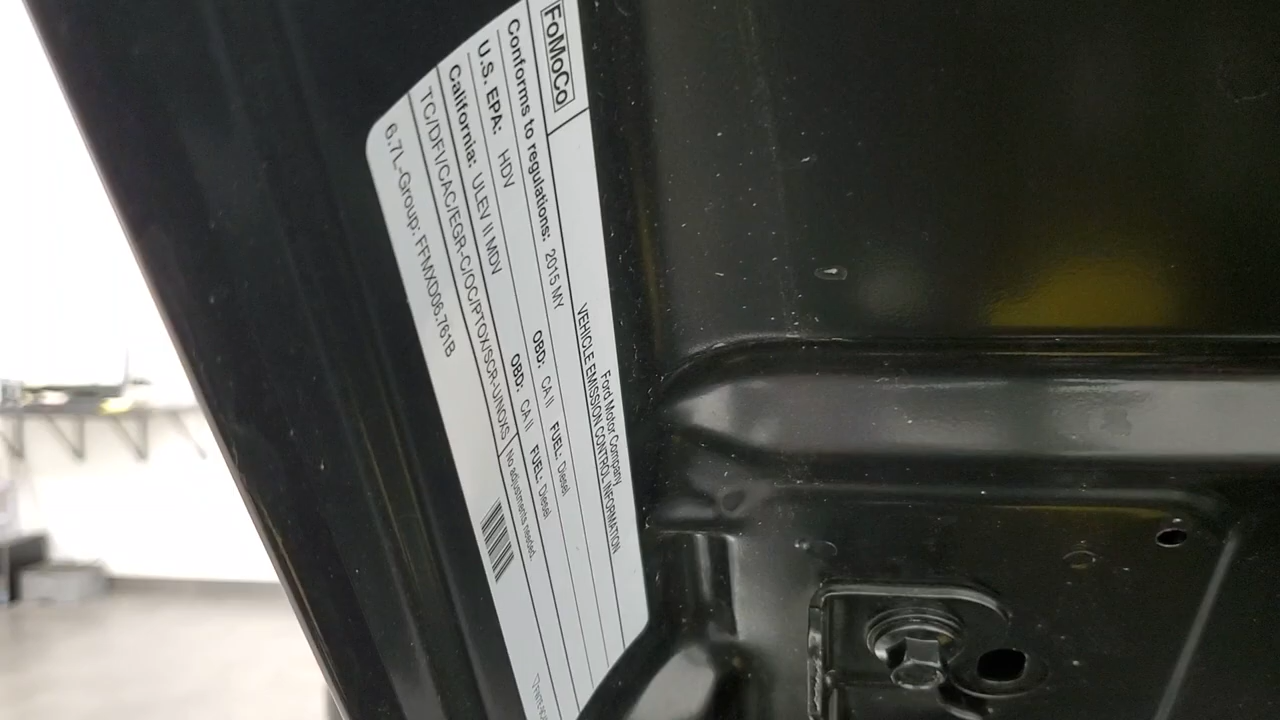 FoMoCo
Ford Motor Company
VEHICLE EMISSION CONTROL INFORMATION
Conforms to regulations: 2015 MY
U.S. EPA: HDV OBD: CA II FUEL: Diesel
California: ULEV II MDV OBD: CA II FUEL: Diesel
TC/DFI/CAC/EGR-C/OC/PTOX/SCR-U/NOXS No adjustments needed.
6.7L-Group: FFMXD06.761B